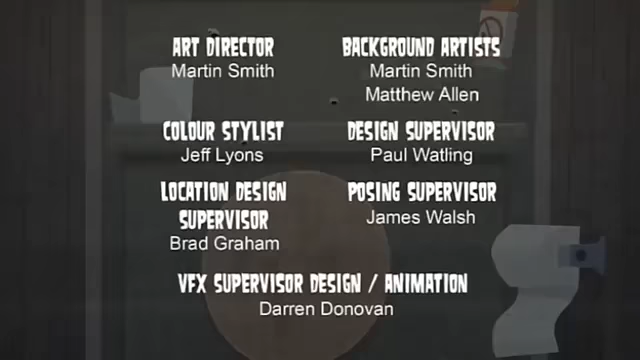 ART DIRECTOR
Martin Smith
BACKGROUND ARTISTS
Martin Smith
Matthew Allen
COLOUR STYLIST
Jeff Lyons
DESIGN SUPERVISOR
Paul Watling
LOCATION DESIGN
SUPERVISOR
Brad Graham
POSING SUPERVISOR
James Walsh
VFX SUPERVISOR DESIGN / ANIMATION
Darren Donovan